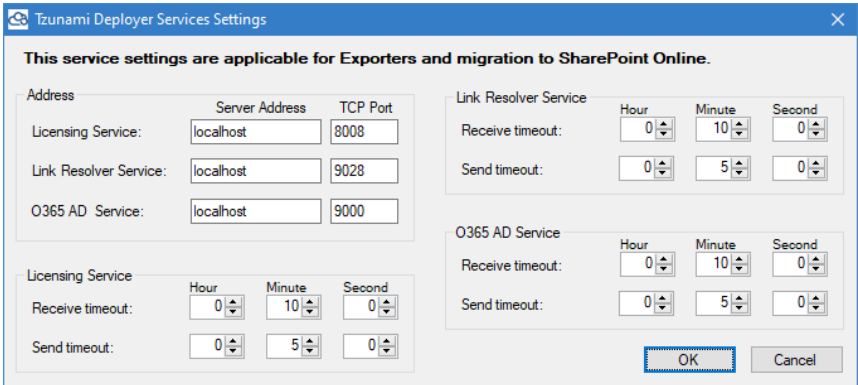 Tzunami Deployer Services Settings
This service settings are applicable for Exporters and migration to SharePoint Online.
Address
Server Address TCP Port
Licensing Service: localhost 8008
Link Resolver Service: localhost 9028
O365 AD Service: localhost 9000
Licensing Service
Hour Minute Second
Receive timeout: 0 10 0
Send timeout: 0 5 0
Link Resolver Service
Hour Minute Second
Receive timeout: 0 10 0
Send timeout: 0 5 0
O365 AD Service
Hour Minute Second
Receive timeout: 0 10 0
Send timeout: 0 5 0
OK Cancel